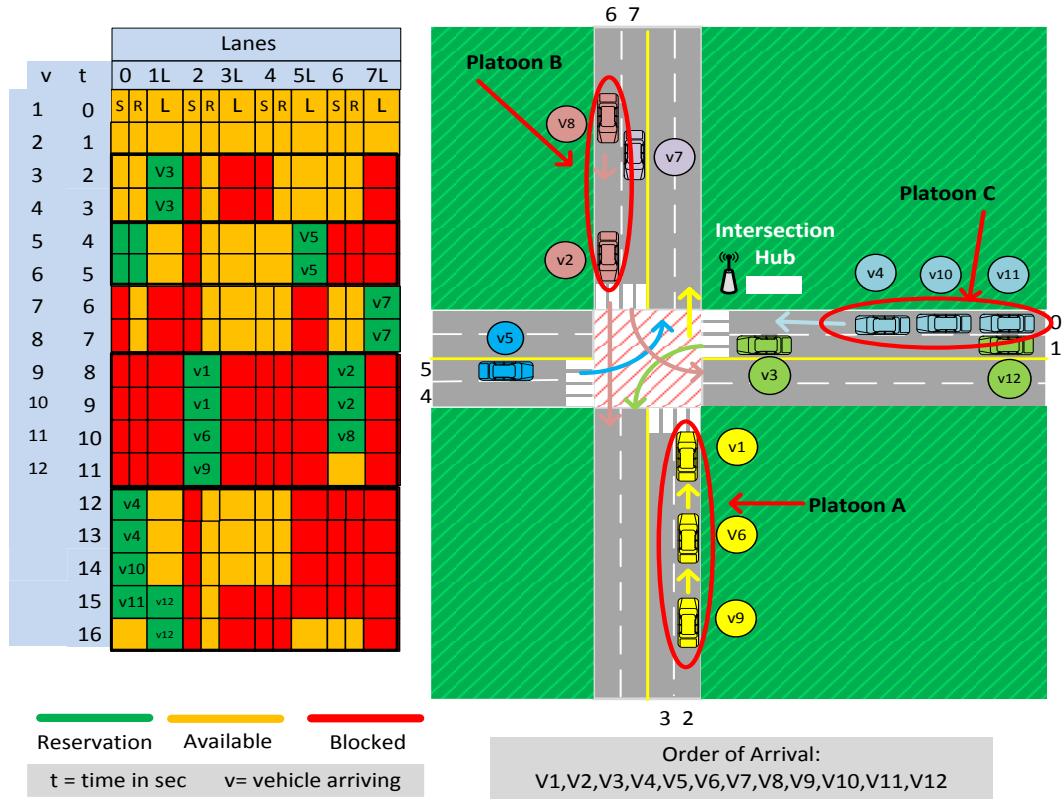 Lanes
v t 0 1L 2 3L 4 5L 6 7L
1 0 S R L S R L S R L S R L
2 1
3 2 V3
4 3 V3
5 4 V5
6 5 v5
7 6 v7
8 7 v7
9 8 v1 v2
10 9 v1 v2
11 10 v6 v8
12 11 v9
12 v4
13 v4
14 v10
15 v11 v12
16 v12
Reservation Available Blocked
t = time in sec v= vehicle arriving
6 7
Platoon B
V8
v7
Platoon C
Intersection
Hub
v2
v4 v10 v11
0
1
v5
v3
v12
5
4
v1
Platoon A
V6
v9
3 2
Order of Arrival:
V1,V2,V3,V4,V5,V6,V7,V8,V9,V10,V11,V12